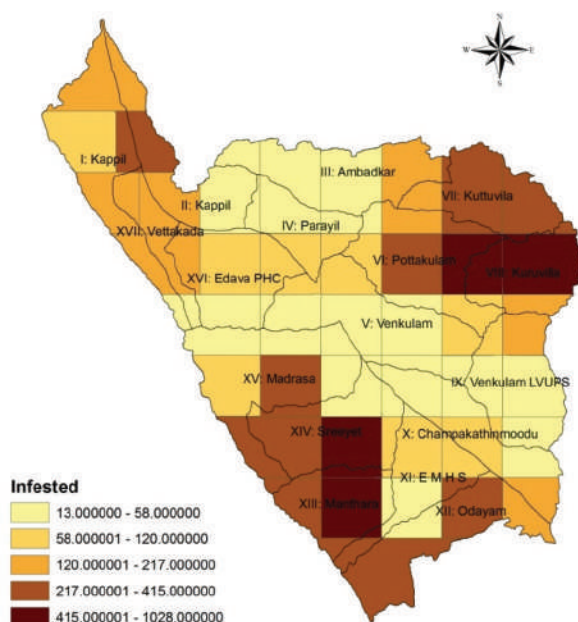 N
W E
S
I: Kappil
III: Ambadkar
VII: Kuttuvila
II: Kappil
IV: Parayil
XVII: Vettakada
VI: Pottakulam
VIII: Kuruvila
XVI: Edava PHC
V: Venkulam
XV: Madrasa
IX: Venkulam LVUPS
XIV: Sreeyet
X: Champakathinmoodu
XI: E M H S
XIII: Manthara
XII: Odayam
Infested
13.000000 - 58.000000
58.000001 - 120.000000
120.000001 - 217.000000
217.000001 - 415.000000
415.000001 - 1028.000000